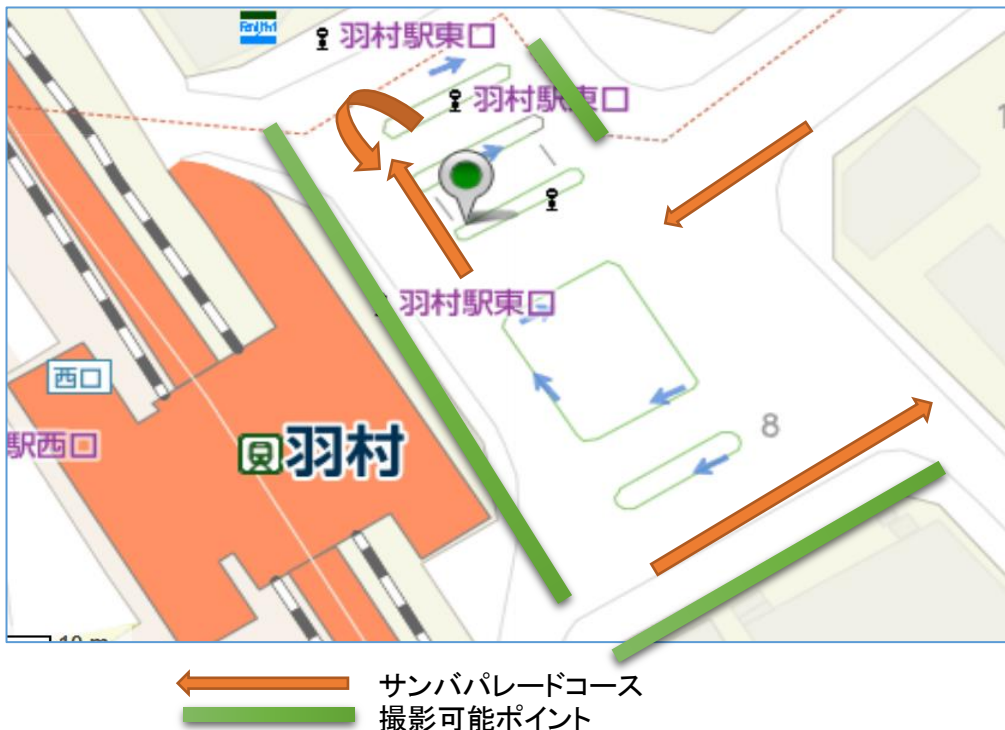 FamilyMart
羽村駅東口
羽村駅東口
1
羽村駅東口
西口
8
駅西口
羽村
10 m
サンバパレードコース
撮影可能ポイント